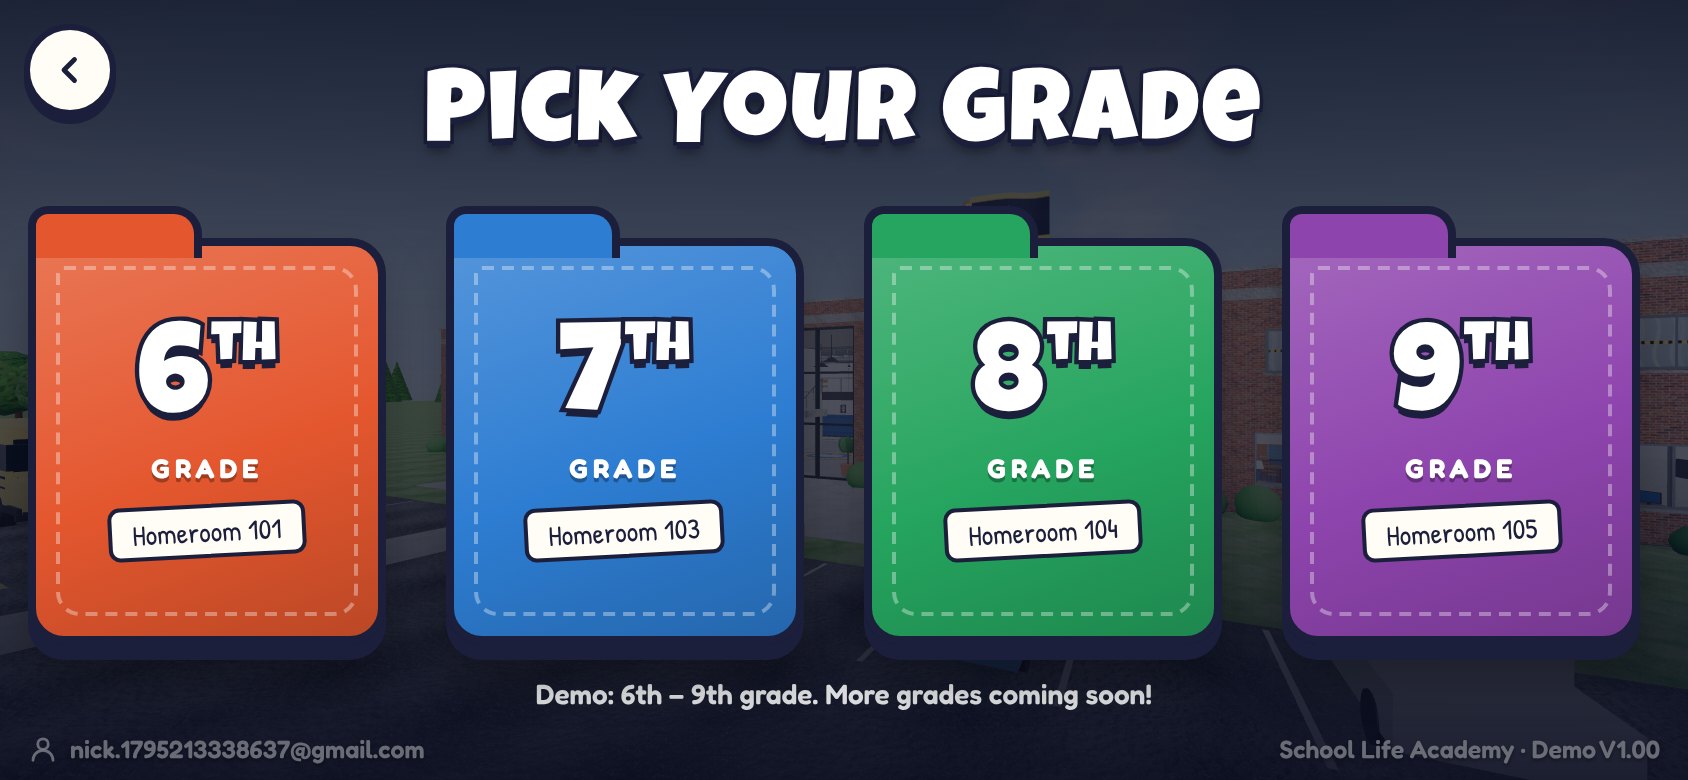 PICK YOUR GRADE
6TH
GRADE
Homeroom 101
7TH
GRADE
Homeroom 103
8TH
GRADE
Homeroom 104
9TH
GRADE
Homeroom 105
Demo: 6th – 9th grade. More grades coming soon!
nick.1795213338637@gmail.com
School Life Academy · Demo V1.00